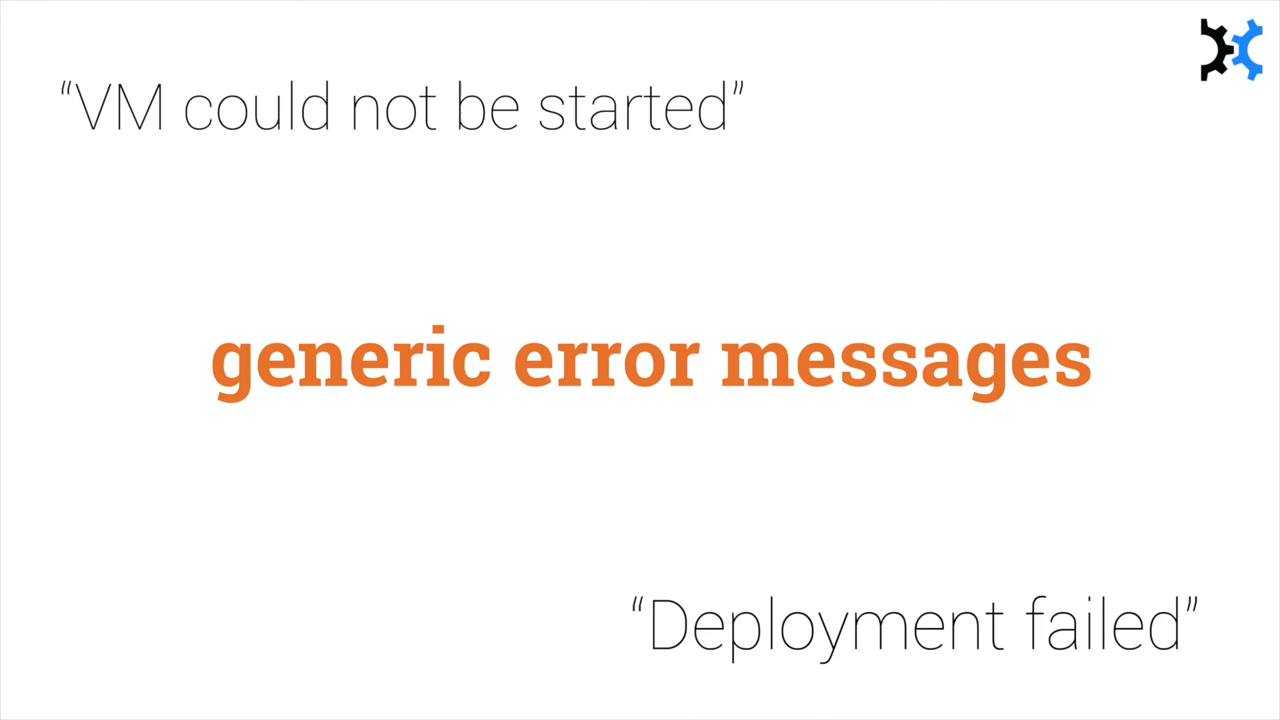 “VM could not be started”
generic error messages
“Deployment failed”